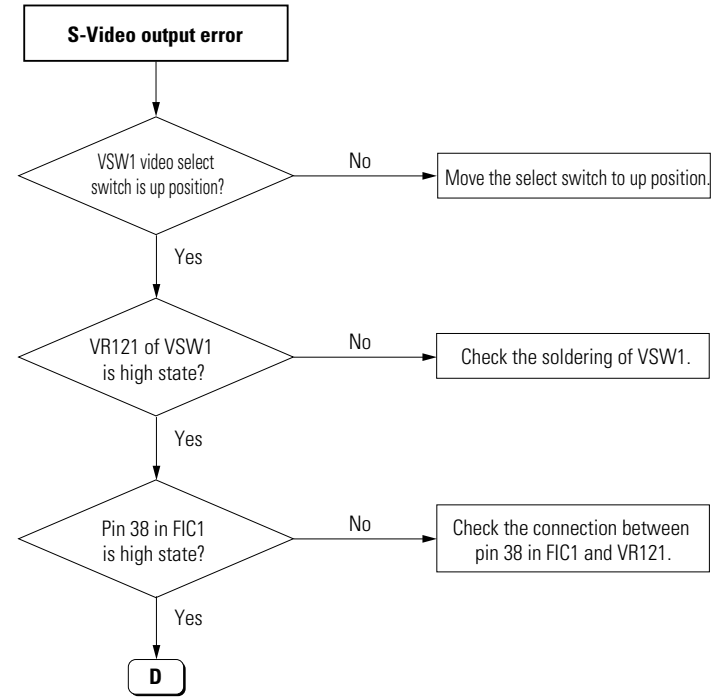 S-Video output error
VSW1 video select
switch is up position?
No
Move the select switch to up position.
Yes
VR121 of VSW1
is high state?
No
Check the soldering of VSW1.
Yes
Pin 38 in FIC1
is high state?
No
Check the connection between
pin 38 in FIC1 and VR121.
Yes
D